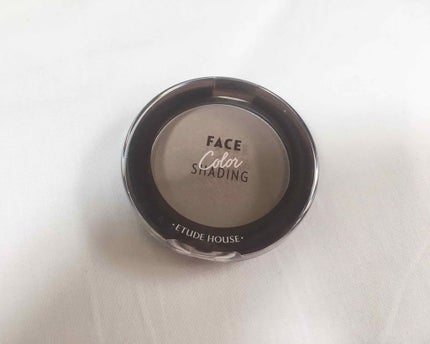 FACE
Color
SHADING
·ETUDE HOUSE·